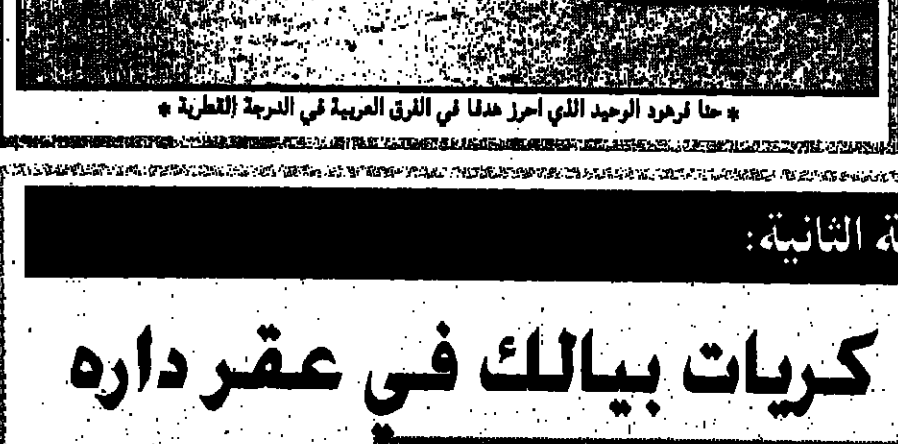 * حنا فرهود الوحيد الذي احرز هدفا في الفرق العربية في الدرجة القطرية *
ة الثانية:
كريات بيالك في عقر داره